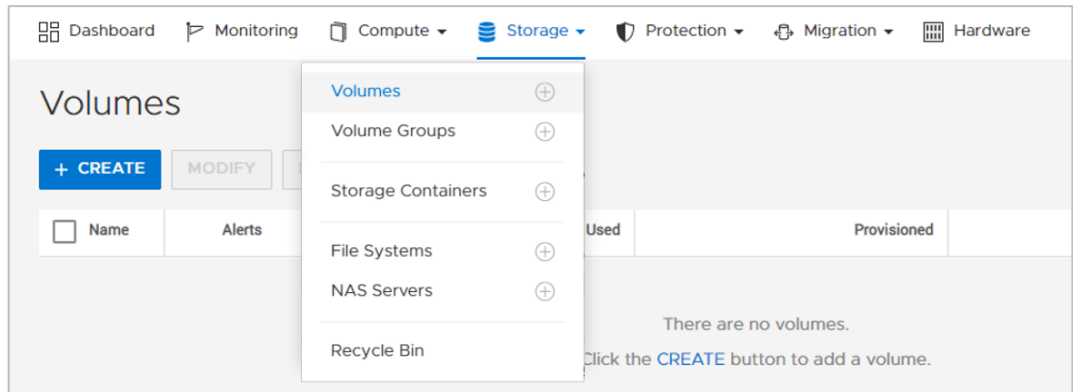 Dashboard Monitoring Compute Storage Protection Migration Hardware
Volumes
+ CREATE MODIFY
Name Alerts Used Provisioned
Volumes
Volume Groups
Storage Containers
File Systems
NAS Servers
Recycle Bin
There are no volumes.
Click the CREATE button to add a volume.